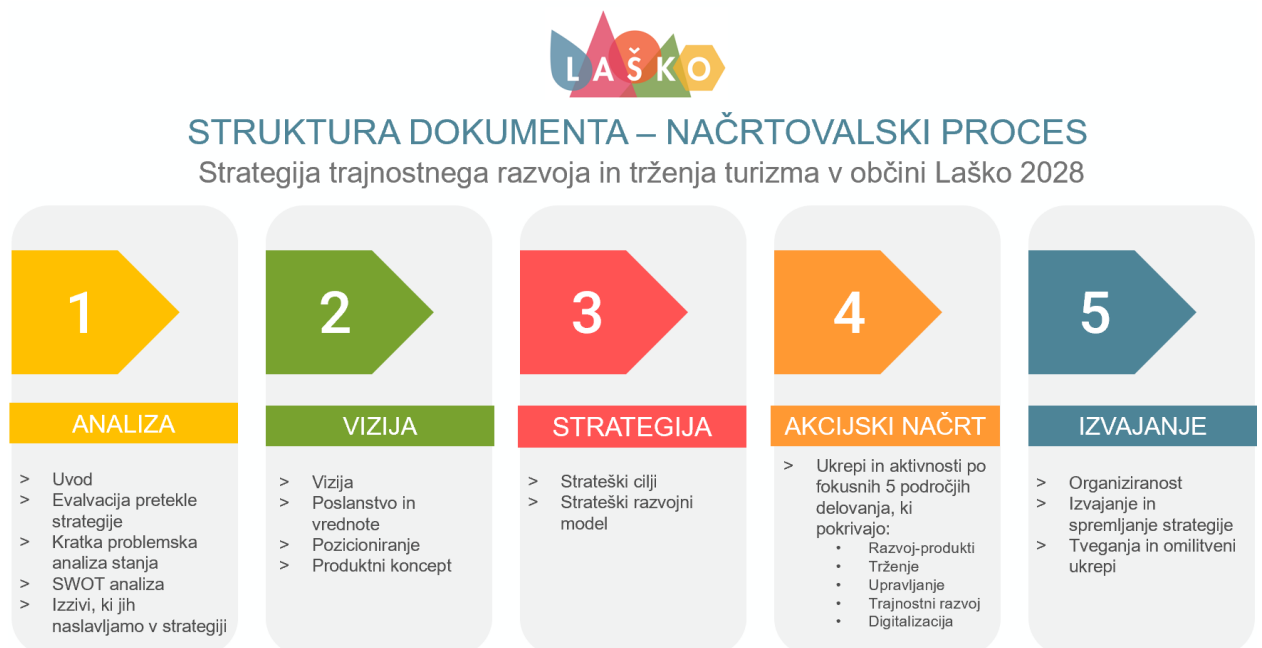 LAŠKO
STRUKTURA DOKUMENTA – NAČRTOVALSKI PROCES
Strategija trajnostnega razvoja in trženja turizma v občini Laško 2028
1
ANALIZA
> Uvod
> Evalvacija pretekle
strategije
> Kratka problemska
analiza stanja
> SWOT analiza
> Izzivi, ki jih
naslavljamo v strategiji
2
VIZIJA
> Vizija
> Poslanstvo in
vrednote
> Pozicioniranje
> Produktni koncept
3
STRATEGIJA
> Strateški cilji
> Strateški razvojni
model
4
AKCIJSKI NAČRT
> Ukrepi in aktivnosti po
fokusnih 5 področjih
delovanja, ki
pokrivajo:
• Razvoj-produkti
• Trženje
• Upravljanje
• Trajnostni razvoj
• Digitalizacija
5
IZVAJANJE
> Organiziranost
> Izvajanje in
spremljanje strategije
> Tveganja in omilitveni
ukrepi